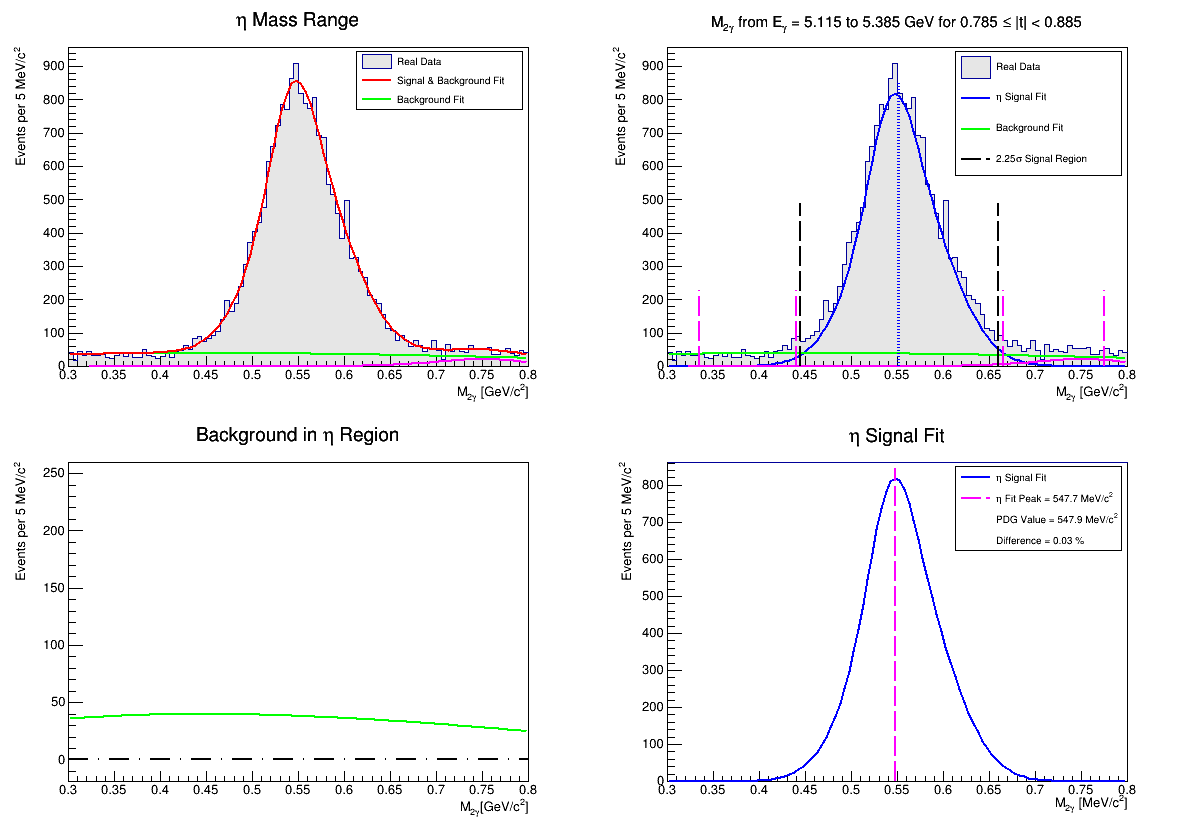 η Mass Range
Events per 5 MeV/c²
900
800
700
600
500
400
300
200
100
0
Real Data
Signal & Background Fit
Background Fit
0.3 0.35 0.4 0.45 0.5 0.55 0.6 0.65 0.7 0.75 0.8
M₂γ [GeV/c²]
M₂γ from Eγ = 5.115 to 5.385 GeV for 0.785 ≤ |t| < 0.885
Events per 5 MeV/c²
900
800
700
600
500
400
300
200
100
0
Real Data
η Signal Fit
Background Fit
2.25σ Signal Region
0.3 0.35 0.4 0.45 0.5 0.55 0.6 0.65 0.7 0.75 0.8
M₂γ [GeV/c²]
Background in η Region
Events per 5 MeV/c²
250
200
150
100
50
0
0.3 0.35 0.4 0.45 0.5 0.55 0.6 0.65 0.7 0.75 0.8
M₂γ[GeV/c²]
η Signal Fit
Events per 5 MeV/c²
800
700
600
500
400
300
200
100
0
η Signal Fit
η Fit Peak = 547.7 MeV/c²
PDG Value = 547.9 MeV/c²
Difference = 0.03 %
0.3 0.35 0.4 0.45 0.5 0.55 0.6 0.65 0.7 0.75 0.8
M₂γ [MeV/c²]